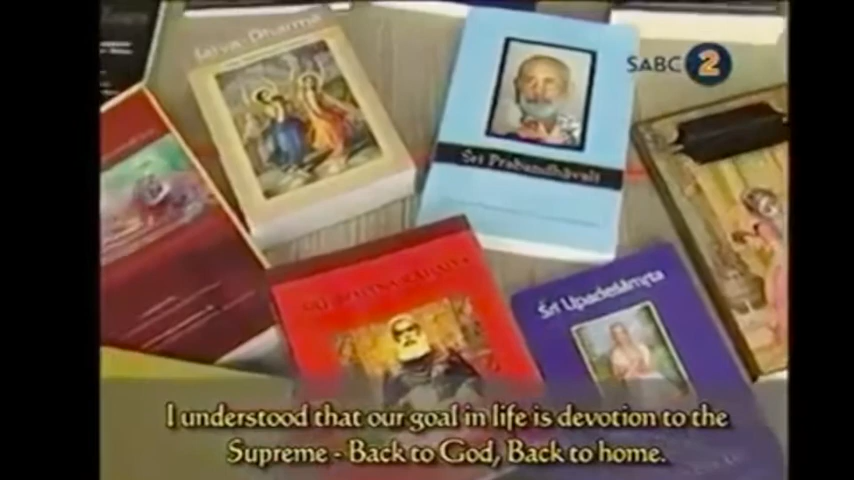 Jaiva-Dharma
SABC 2
Śrī Prabandhāvalī
Śrī Upadeśāmṛta
I understood that our goal in life is devotion to the
Supreme - Back to God, Back to home.